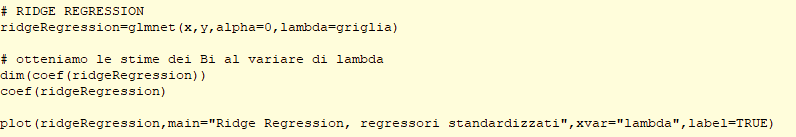 # RIDGE REGRESSION
ridgeRegression=glmnet(x,y,alpha=0,lambda=griglia)
# otteniamo le stime dei Bi al variare di lambda
dim(coef(ridgeRegression))
coef(ridgeRegression)
plot(ridgeRegression,main="Ridge Regression, regressori standardizzati",xvar="lambda",label=TRUE)